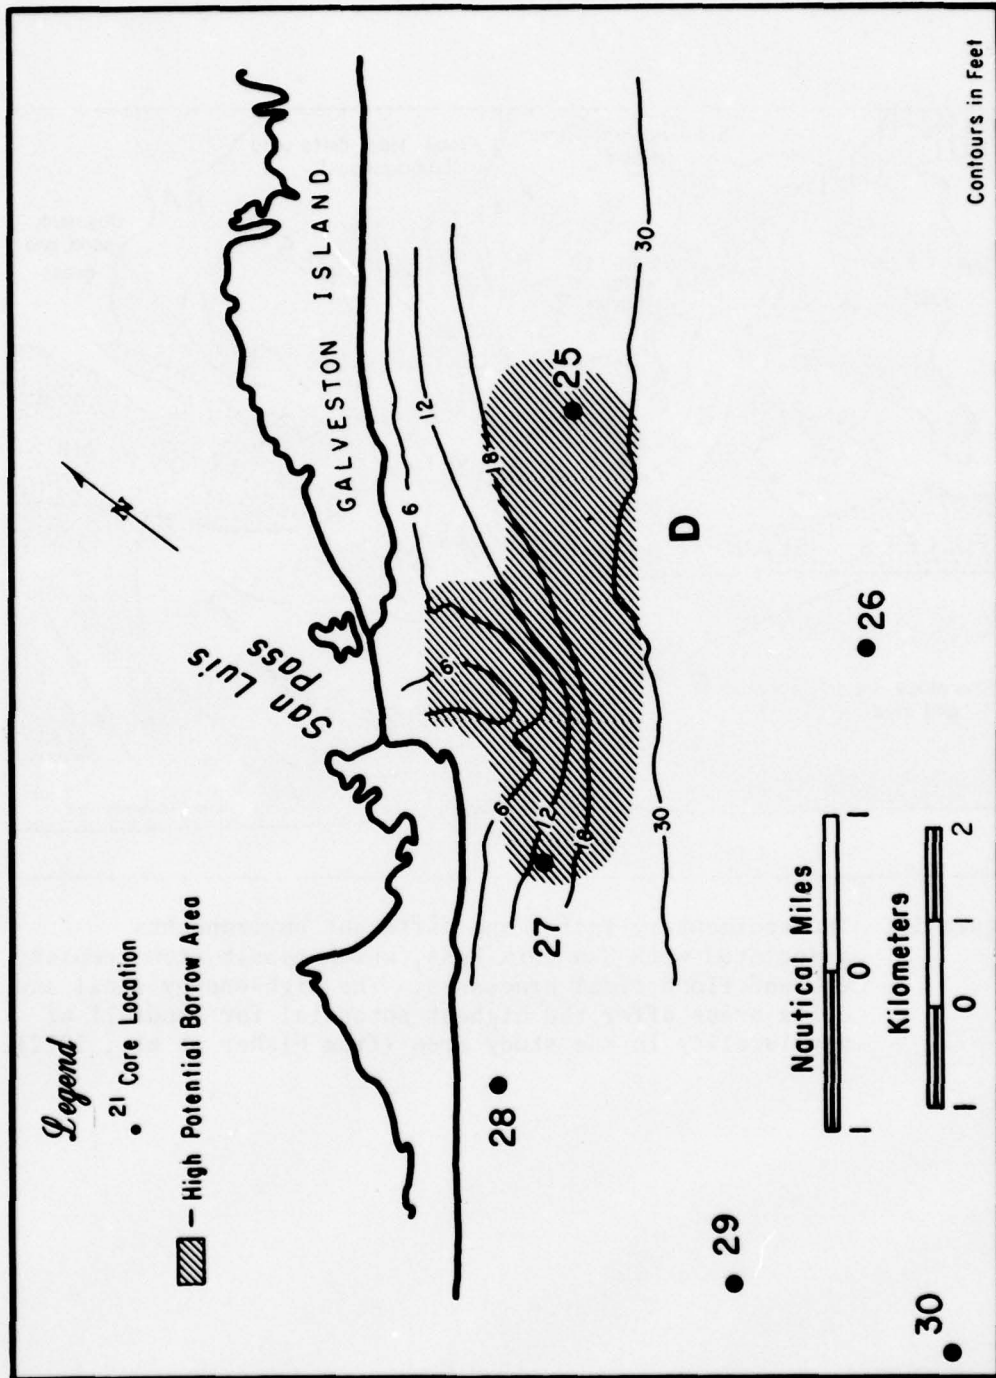 Legend
21 Core Location
– High Potential Borrow Area
San Luis
Pass
GALVESTON ISLAND
N
6
12
18
30
6
6
12
18
30
25
D
26
27
28
29
30
Nautical Miles
1 0 1
Kilometers
1 0 1 2
Contours in Feet